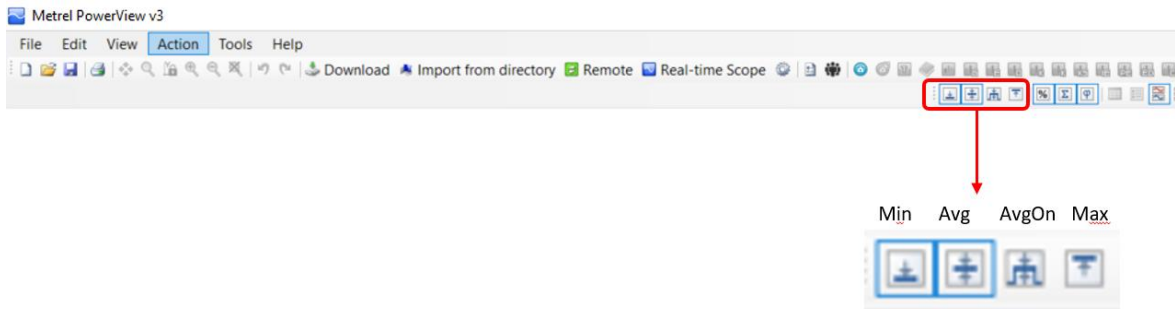 Metrel PowerView v3
File Edit View Action Tools Help
Download Import from directory Remote Real-time Scope
% Σ φ
Min Avg AvgOn Max